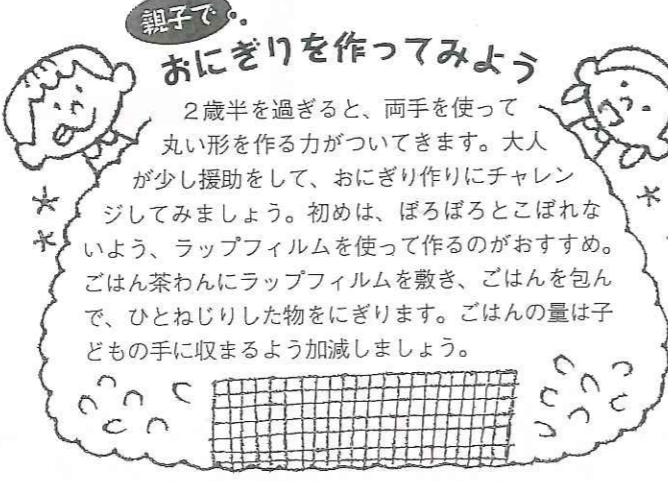 親子で
おにぎりを作ってみよう
2歳半を過ぎると、両手を使って
丸い形を作る力がついてきます。大人
が少し援助をして、おにぎり作りにチャレン
ジしてみましょう。初めは、ぼろぼろとこぼれな
いよう、ラップフィルムを使って作るのがおすすめ。
ごはん茶わんにラップフィルムを敷き、ごはんを包ん
で、ひとねじりした物をにぎります。ごはんの量は子
どもの手に収まるよう加減しましょう。